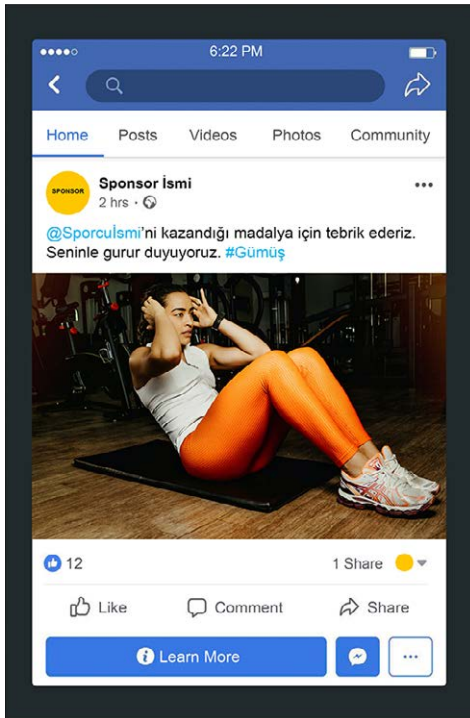 6:22 PM
Home Posts Videos Photos Community
SPONSOR
Sponsor İsmi
2 hrs ·
@Sporcuİsmi'ni kazandığı madalya için tebrik ederiz.
Seninle gurur duyuyoruz. #Gümüş
12
1 Share
Like Comment Share
Learn More